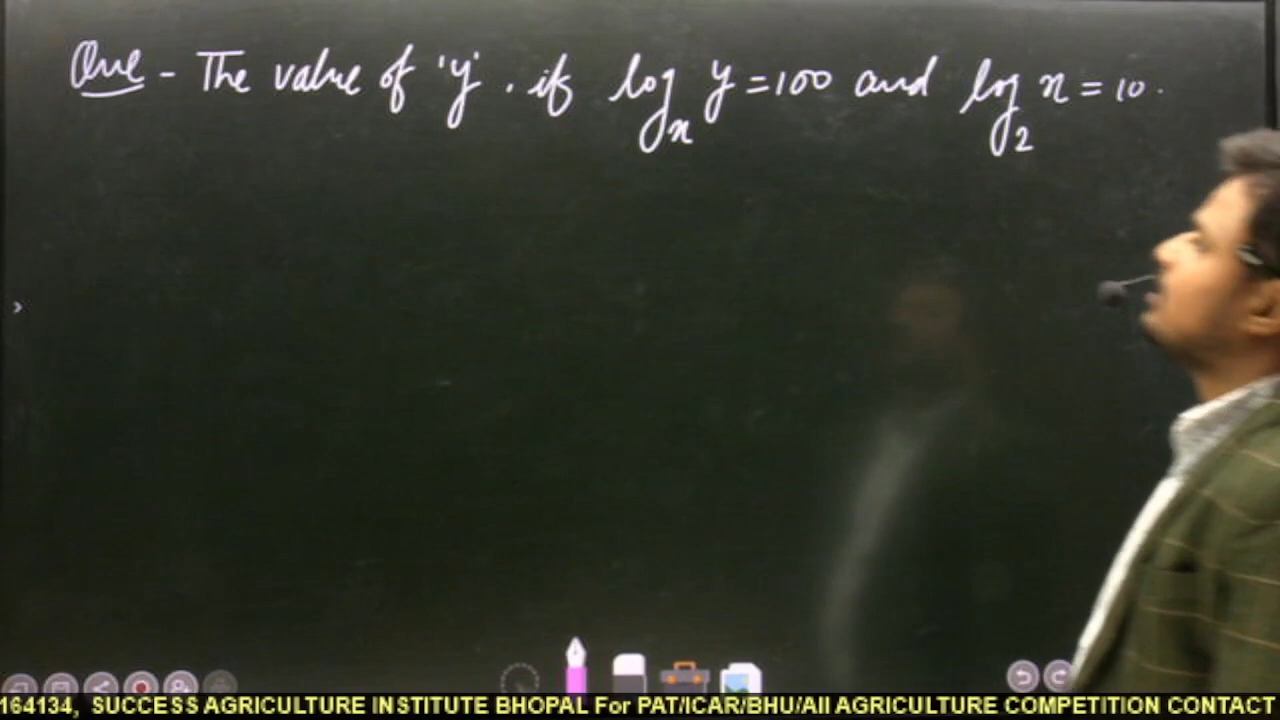 Que - The value of 'y'. if log_x y = 100 and log_2 x = 10.
164134, SUCCESS AGRICULTURE INSTITUTE BHOPAL For PAT/ICAR/BHU/All AGRICULTURE COMPETITION CONTACT